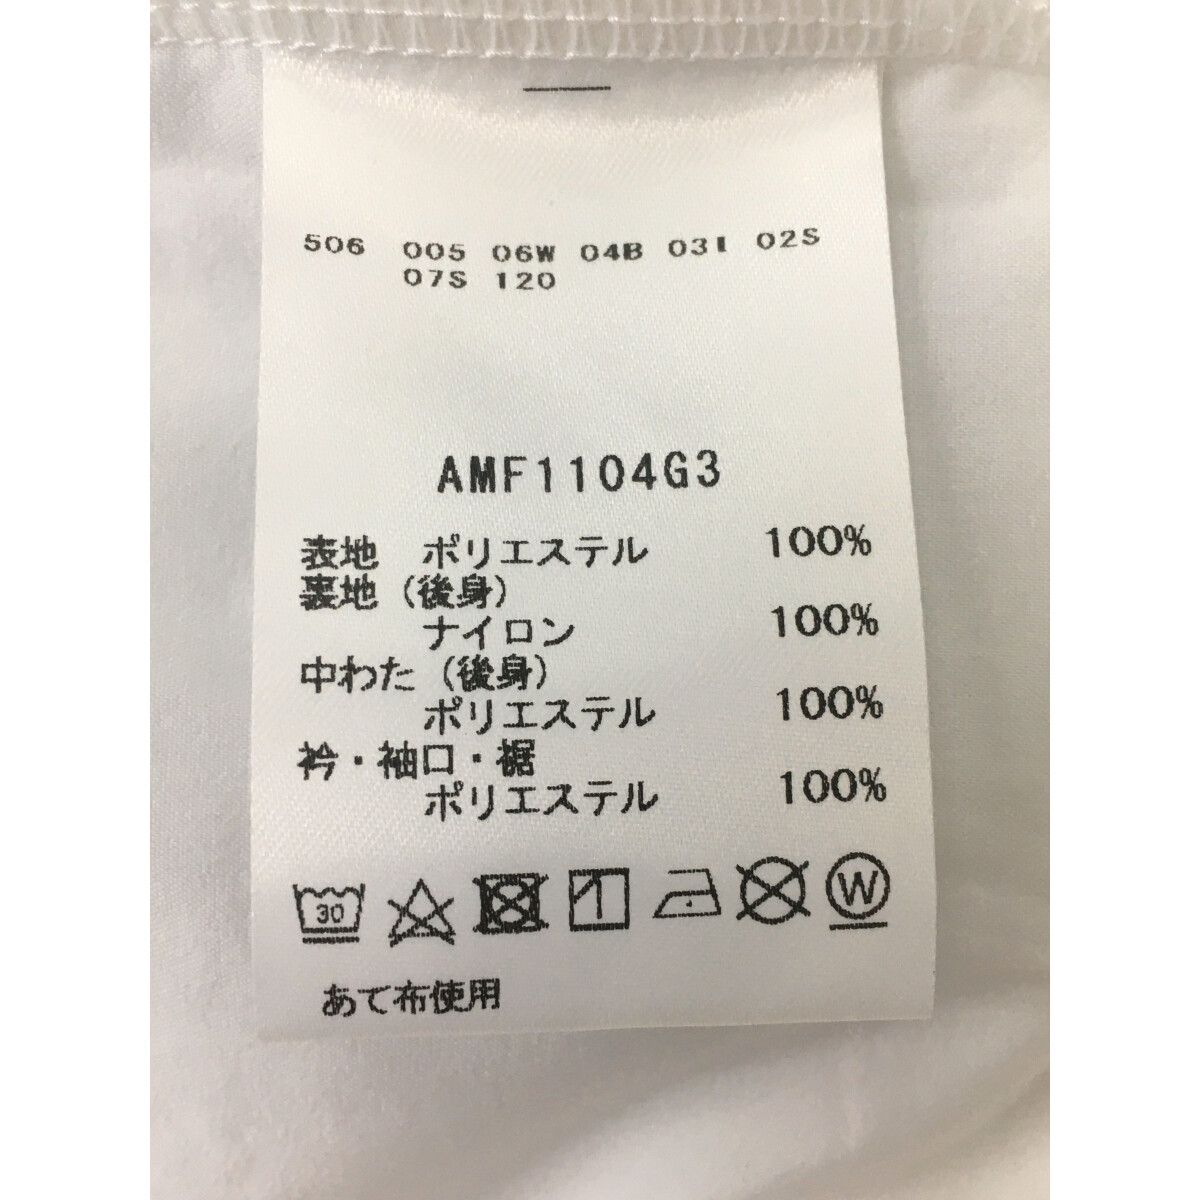 506 005 06W 04B 03I 02S
07S 120
AMF1104G3
表地 ポリエステル 100%
裏地（後身）
ナイロン 100%
中わた（後身）
ポリエステル 100%
衿・袖口・裾
ポリエステル 100%
30 W
あて布使用